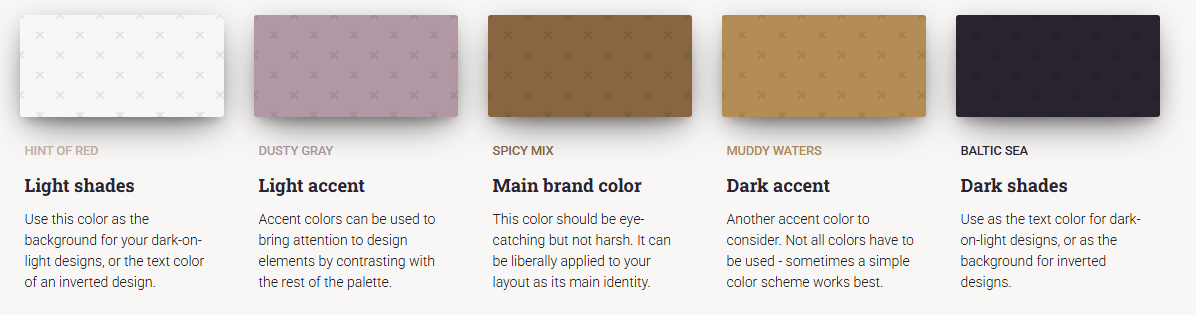 HINT OF RED
Light shades
Use this color as the
background for your dark-on-
light designs, or the text color
of an inverted design.
DUSTY GRAY
Light accent
Accent colors can be used to
bring attention to design
elements by contrasting with
the rest of the palette.
SPICY MIX
Main brand color
This color should be eye-
catching but not harsh. It can
be liberally applied to your
layout as its main identity.
MUDDY WATERS
Dark accent
Another accent color to
consider. Not all colors have to
be used - sometimes a simple
color scheme works best.
BALTIC SEA
Dark shades
Use as the text color for dark-
on-light designs, or as the
background for inverted
designs.